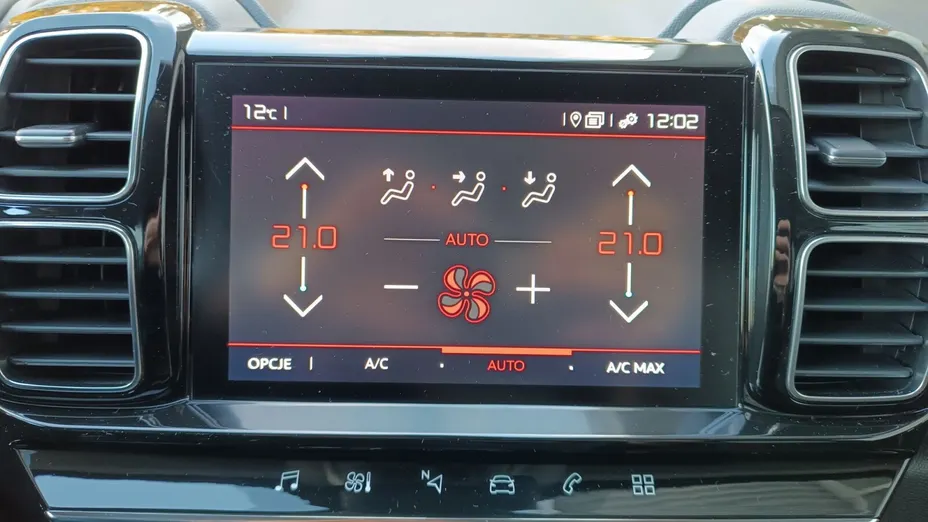 12°C
12:02
21.0
21.0
AUTO
OPCJE A/C AUTO A/C MAX
N